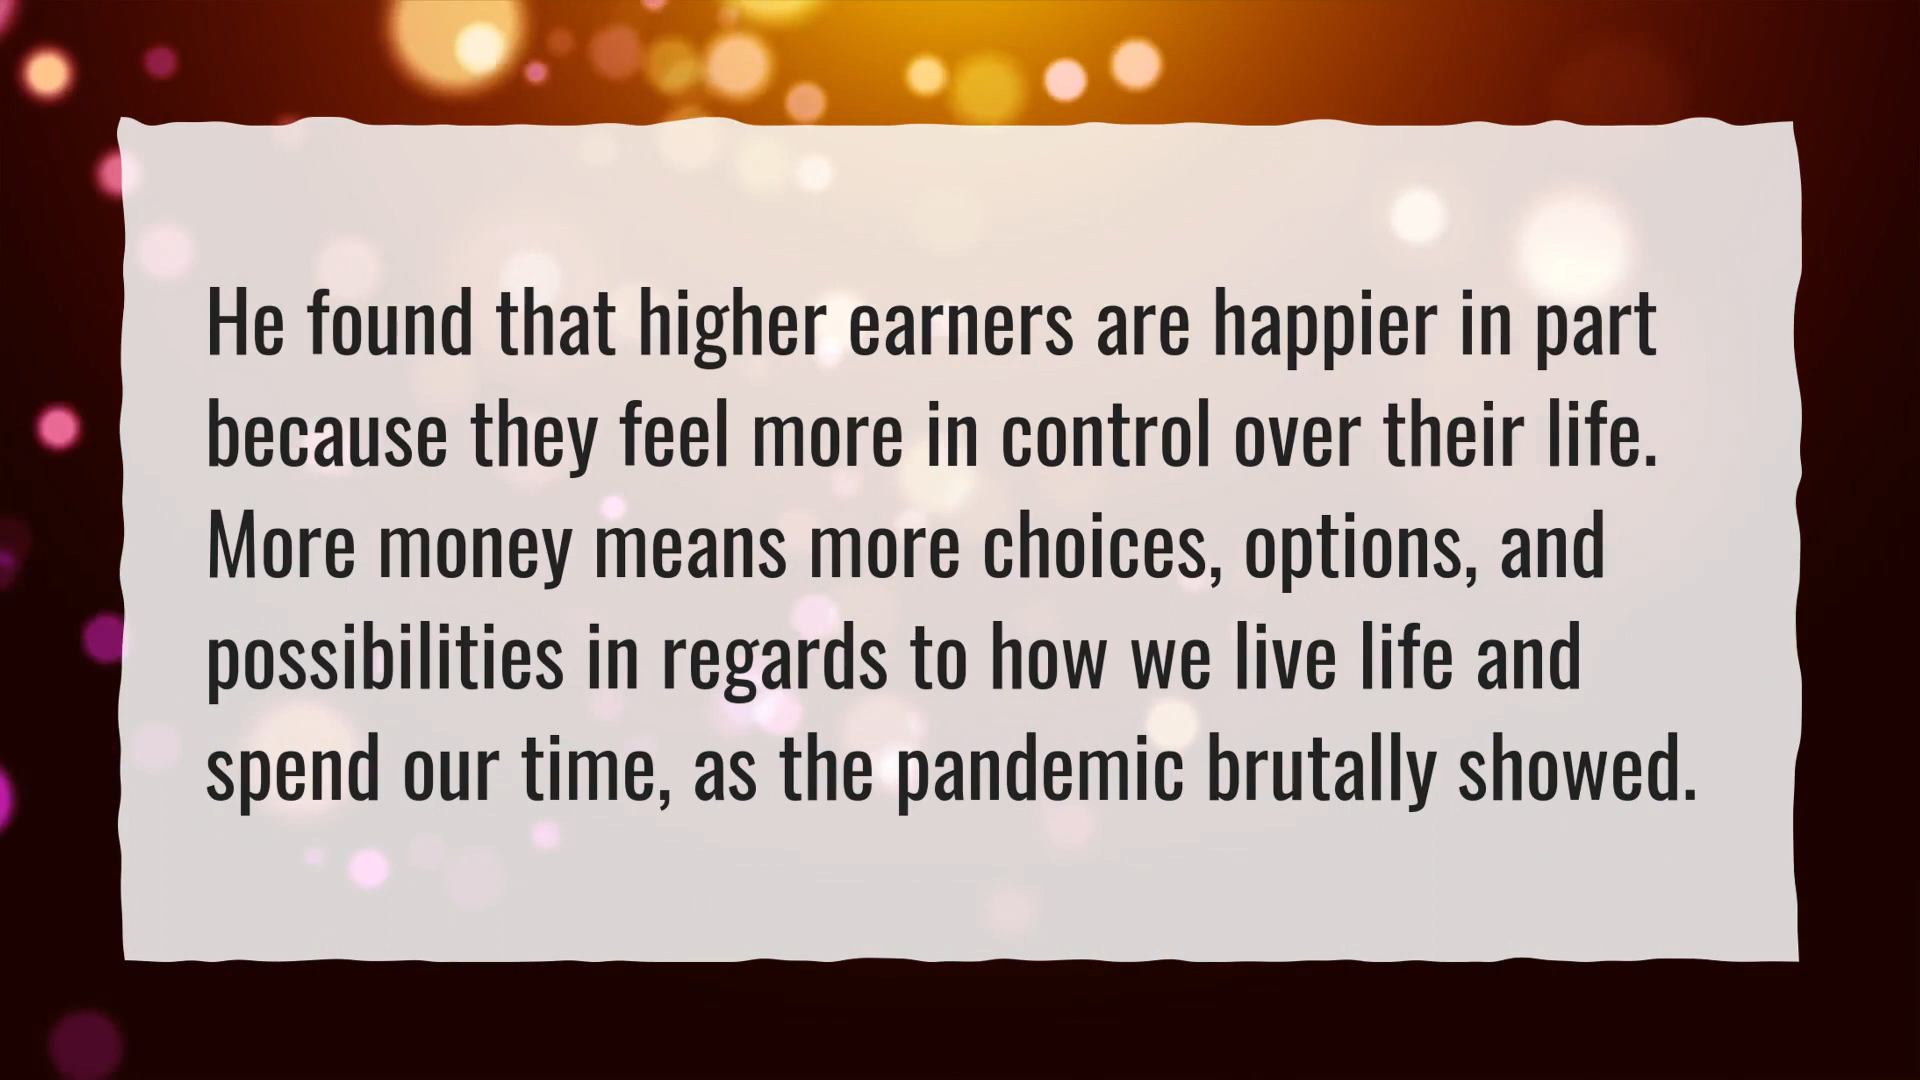 He found that higher earners are happier in part
because they feel more in control over their life.
More money means more choices, options, and
possibilities in regards to how we live life and
spend our time, as the pandemic brutally showed.